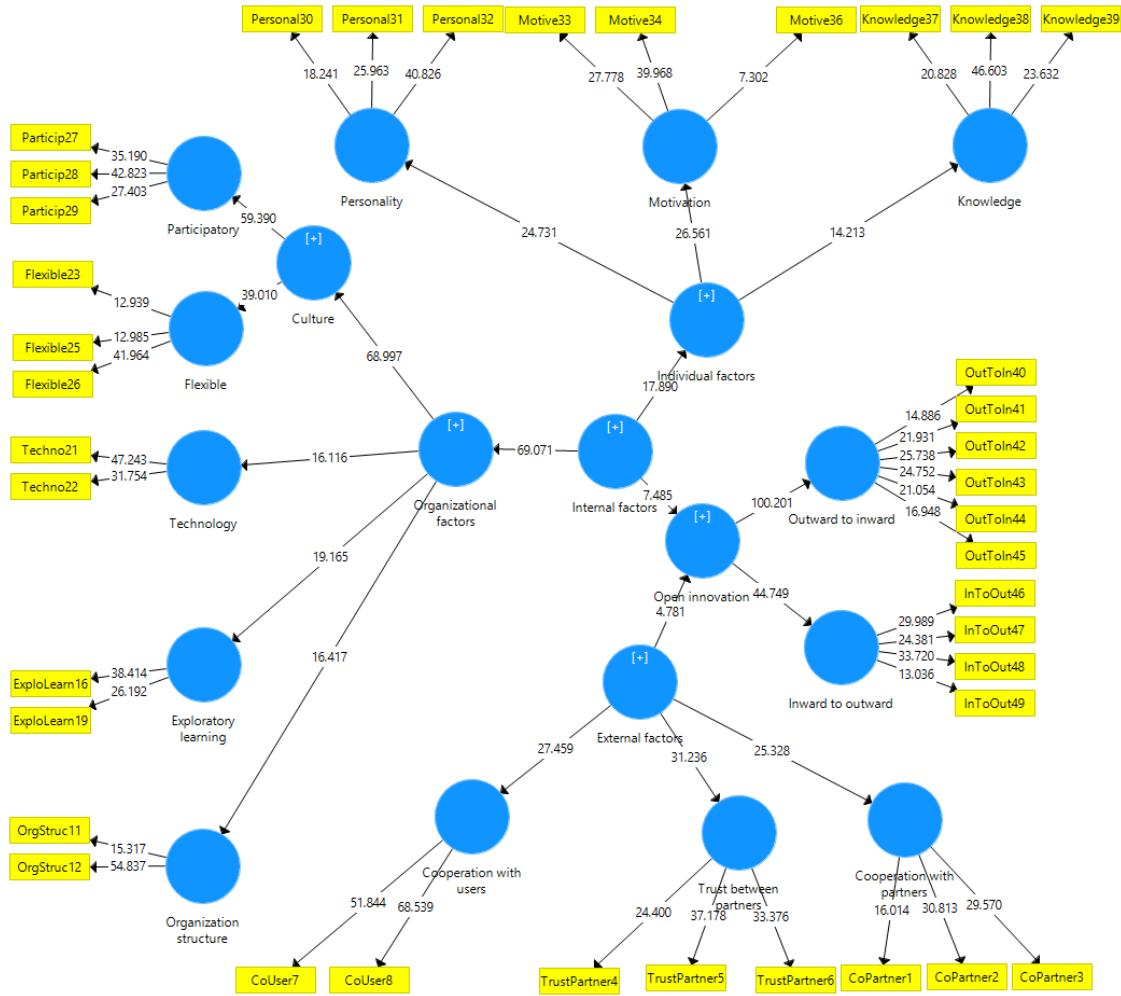 Personal30
Personal31
Personal32
Motive33
Motive34
Motive36
Knowledge37
Knowledge38
Knowledge39
18.241
25.963
40.826
27.778
39.968
7.302
20.828
46.603
23.632
Particip27
Particip28
Particip29
35.190
42.823
27.403
Participatory
Personality
Motivation
Knowledge
59.390
24.731
26.561
14.213
[+]
Culture
Flexible23
Flexible25
Flexible26
12.939
12.985
41.964
39.010
Flexible
68.997
[+]
Individual factors
17.890
OutToIn40
OutToIn41
OutToIn42
OutToIn43
OutToIn44
OutToIn45
14.886
21.931
25.738
24.752
21.054
16.948
Outward to inward
Techno21
Techno22
47.243
31.754
Technology
16.116
[+]
Organizational
factors
69.071
[+]
Internal factors
7.485
100.201
[+]
Open innovation
44.749
4.781
InToOut46
InToOut47
InToOut48
InToOut49
29.989
24.381
33.720
13.036
Inward to outward
19.165
16.417
ExploLearn16
ExploLearn19
38.414
26.192
Exploratory
learning
[+]
External factors
27.459
31.236
25.328
OrgStruc11
OrgStruc12
15.317
54.837
Organization
structure
Cooperation with
users
Trust between
partners
Cooperation with
partners
51.844
68.539
24.400
37.178
33.376
16.014
30.813
29.570
CoUser7
CoUser8
TrustPartner4
TrustPartner5
TrustPartner6
CoPartner1
CoPartner2
CoPartner3